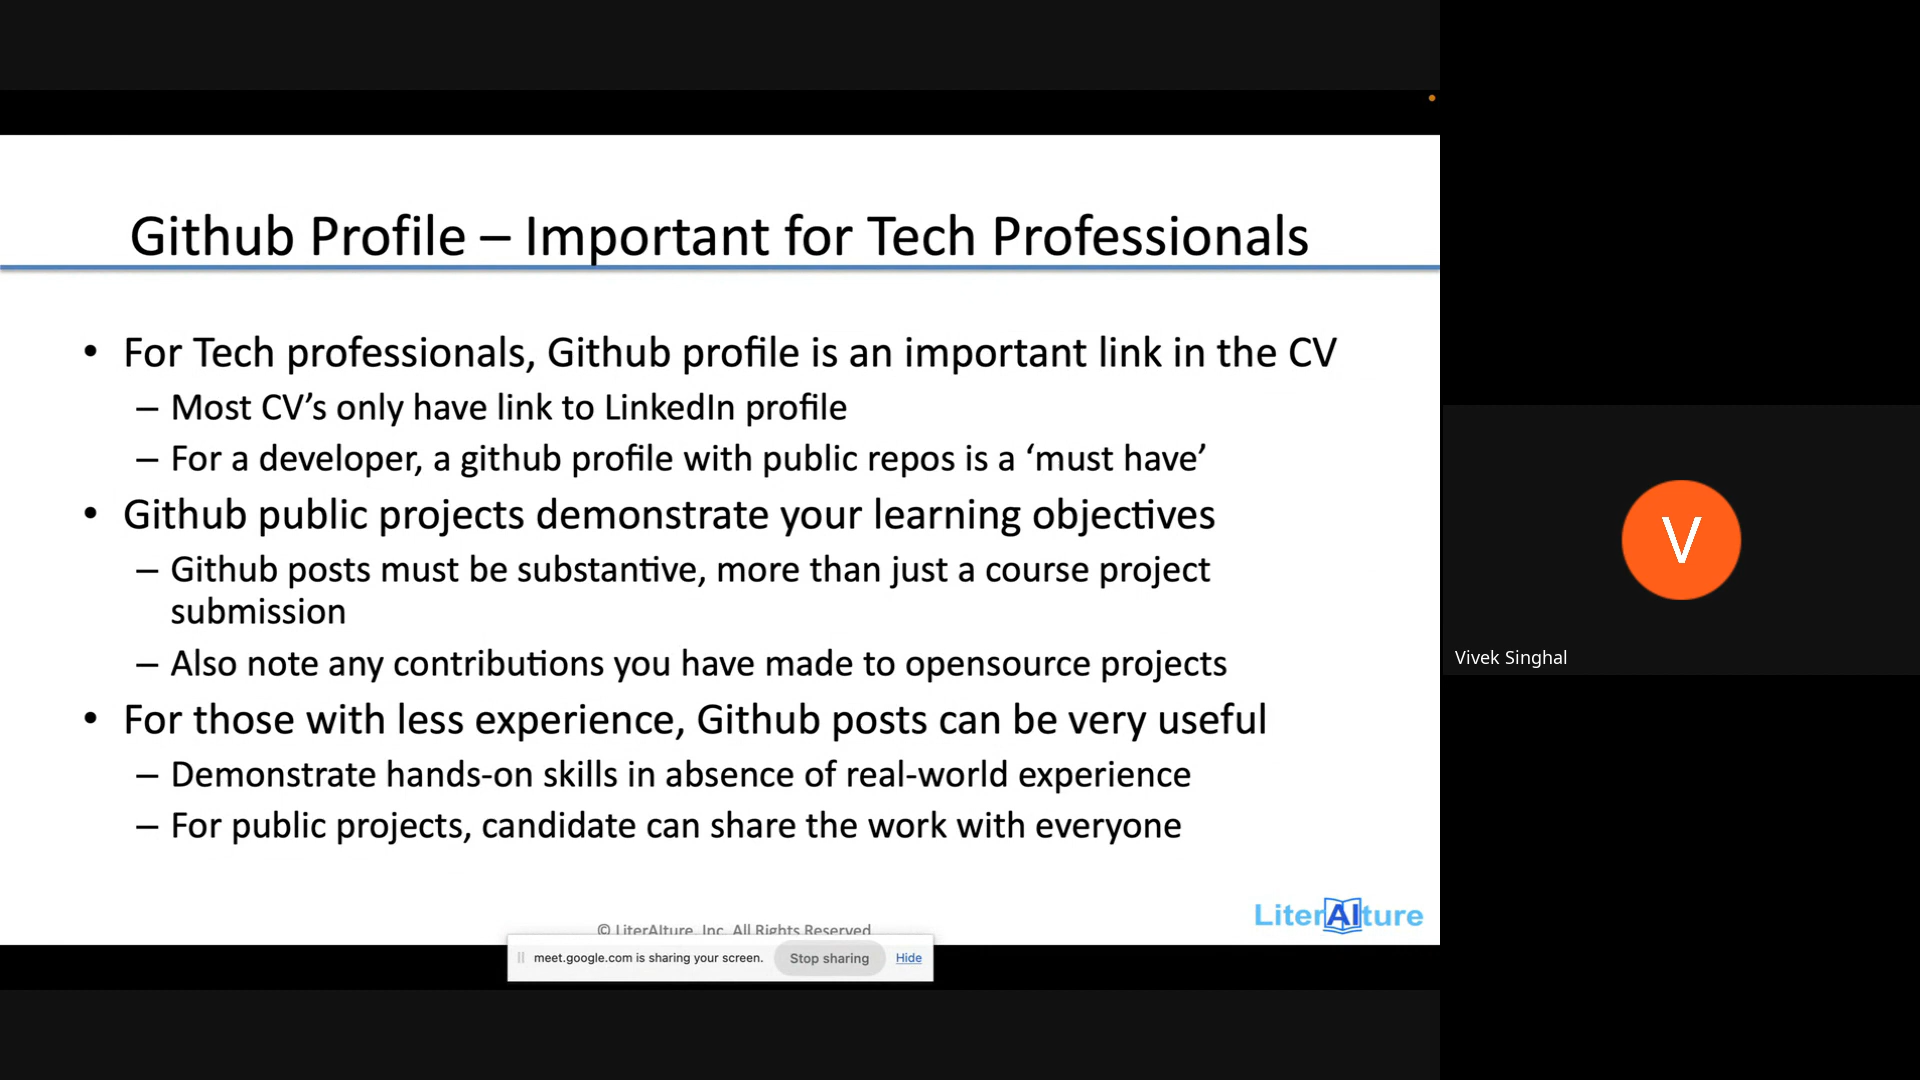 Github Profile – Important for Tech Professionals
• For Tech professionals, Github profile is an important link in the CV
– Most CV’s only have link to LinkedIn profile
– For a developer, a github profile with public repos is a ‘must have’
• Github public projects demonstrate your learning objectives
– Github posts must be substantive, more than just a course project
submission
– Also note any contributions you have made to opensource projects
• For those with less experience, Github posts can be very useful
– Demonstrate hands-on skills in absence of real-world experience
– For public projects, candidate can share the work with everyone
LiterAIture
© LiterAIture, Inc. All Rights Reserved
meet.google.com is sharing your screen. Stop sharing Hide
V
Vivek Singhal